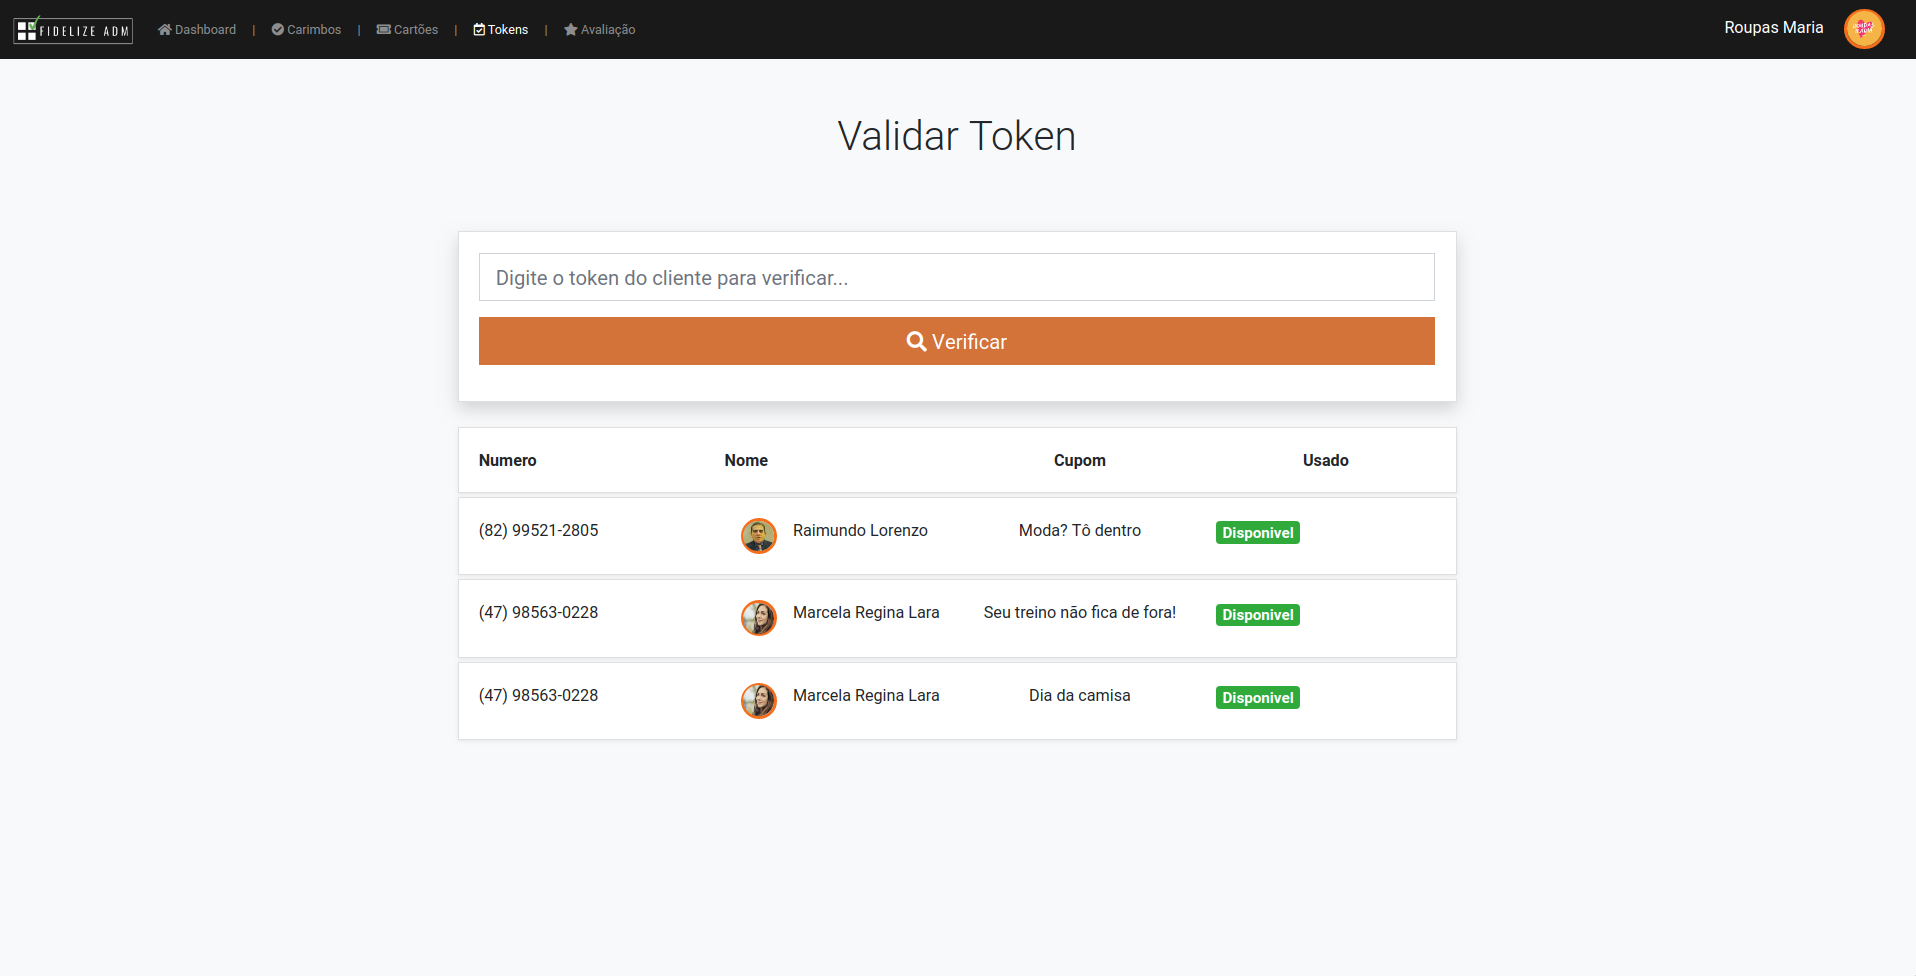 FIDELIZE ADM Dashboard | Carimbos | Cartões | Tokens | Avaliação Roupas Maria
Validar Token
Digite o token do cliente para verificar...
Verificar
Numero Nome Cupom Usado
(82) 99521-2805 Raimundo Lorenzo Moda? Tô dentro Disponivel
(47) 98563-0228 Marcela Regina Lara Seu treino não fica de fora! Disponivel
(47) 98563-0228 Marcela Regina Lara Dia da camisa Disponivel